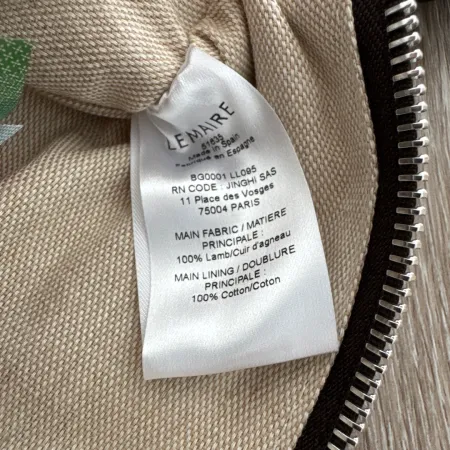 LEMAIRE
51535
Made in Spain
Fabriqué en Espagne
BG0001 LL095
RN CODE : JINGHI SAS
11 Place des Vosges
75004 PARIS
MAIN FABRIC / MATIERE
PRINCIPALE :
100% Lamb/Cuir d'agneau
MAIN LINING / DOUBLURE
PRINCIPALE :
100% Cotton/Coton